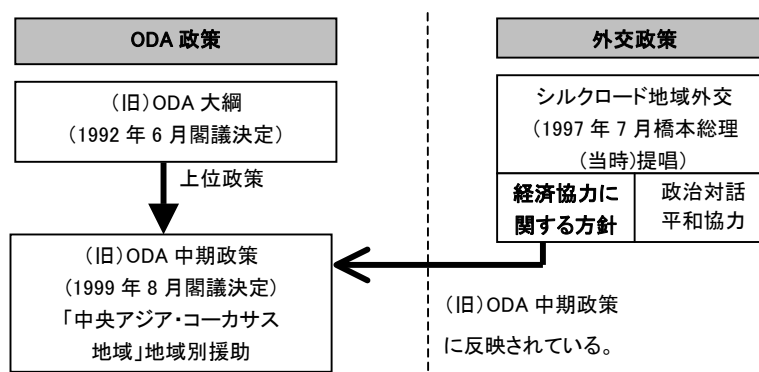 ODA 政策
(旧)ODA 大綱
(1992 年 6 月閣議決定)
上位政策
(旧)ODA 中期政策
(1999 年 8 月閣議決定)
「中央アジア・コーカサス
地域」地域別援助
外交政策
シルクロード地域外交
(1997 年 7 月橋本総理
(当時)提唱)
経済協力に
関する方針
政治対話
平和協力
(旧)ODA 中期政策
に反映されている。